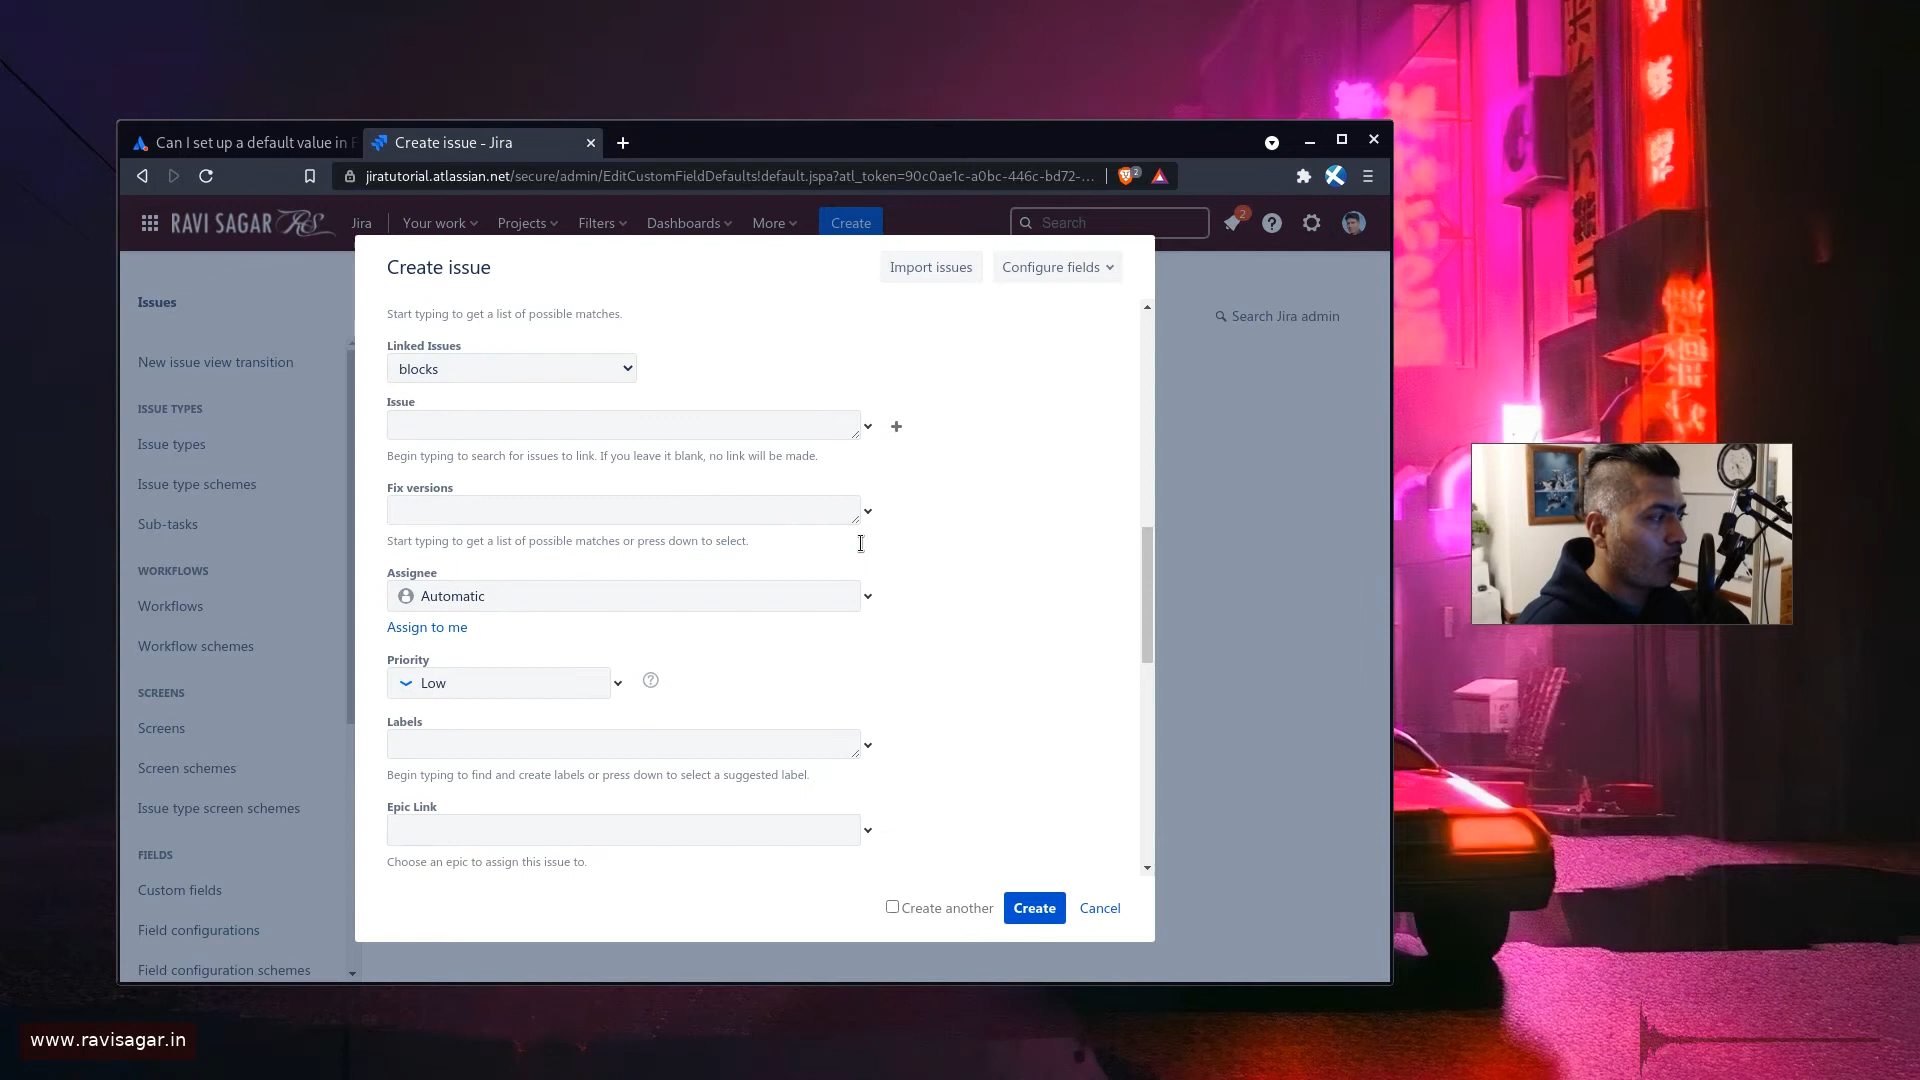 Can I set up a default value in F
Create issue - Jira
jiratutorial.atlassian.net/secure/admin/EditCustomFieldDefaults!default.jspa?atl_token=90c0ae1c-a0bc-446c-bd72-...
2
RAVI SAGAR RS
Jira
Your work
Projects
Filters
Dashboards
More
Create
Search
2
Issues
New issue view transition
ISSUE TYPES
Issue types
Issue type schemes
Sub-tasks
WORKFLOWS
Workflows
Workflow schemes
SCREENS
Screens
Screen schemes
Issue type screen schemes
FIELDS
Custom fields
Field configurations
Field configuration schemes
Search Jira admin
Create issue
Import issues
Configure fields
Start typing to get a list of possible matches.
Linked Issues
blocks
Issue
Begin typing to search for issues to link. If you leave it blank, no link will be made.
Fix versions
Start typing to get a list of possible matches or press down to select.
Assignee
Automatic
Assign to me
Priority
Low
Labels
Begin typing to find and create labels or press down to select a suggested label.
Epic Link
Choose an epic to assign this issue to.
Create another
Create
Cancel
www.ravisagar.in